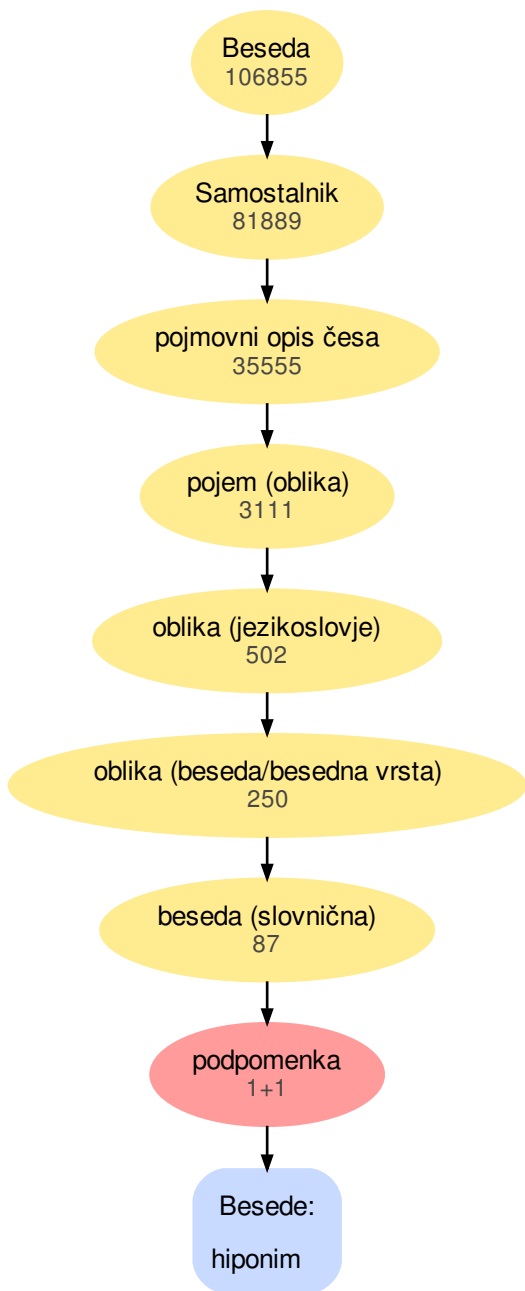 Beseda
106855
Samostalnik
81889
pojmovni opis česa
35555
pojem (oblika)
3111
oblika (jezikoslovje)
502
oblika (beseda/besedna vrsta)
250
beseda (slovnična)
87
podpomenka
1+1
Besede:
hiponim